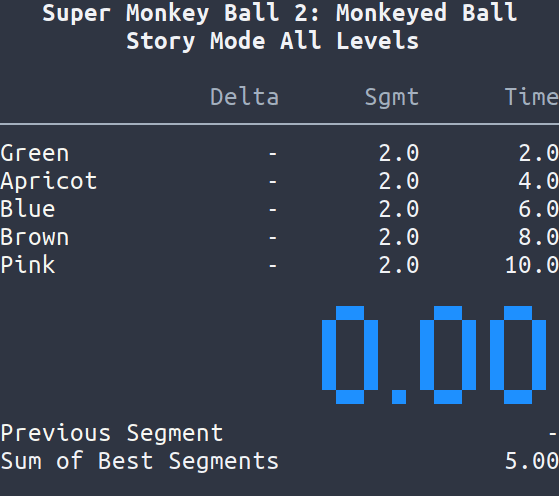 Super Monkey Ball 2: Monkeyed Ball
Story Mode All Levels
Delta Sgmt Time
Green - 2.0 2.0
Apricot - 2.0 4.0
Blue - 2.0 6.0
Brown - 2.0 8.0
Pink - 2.0 10.0
0.00
Previous Segment -
Sum of Best Segments 5.00